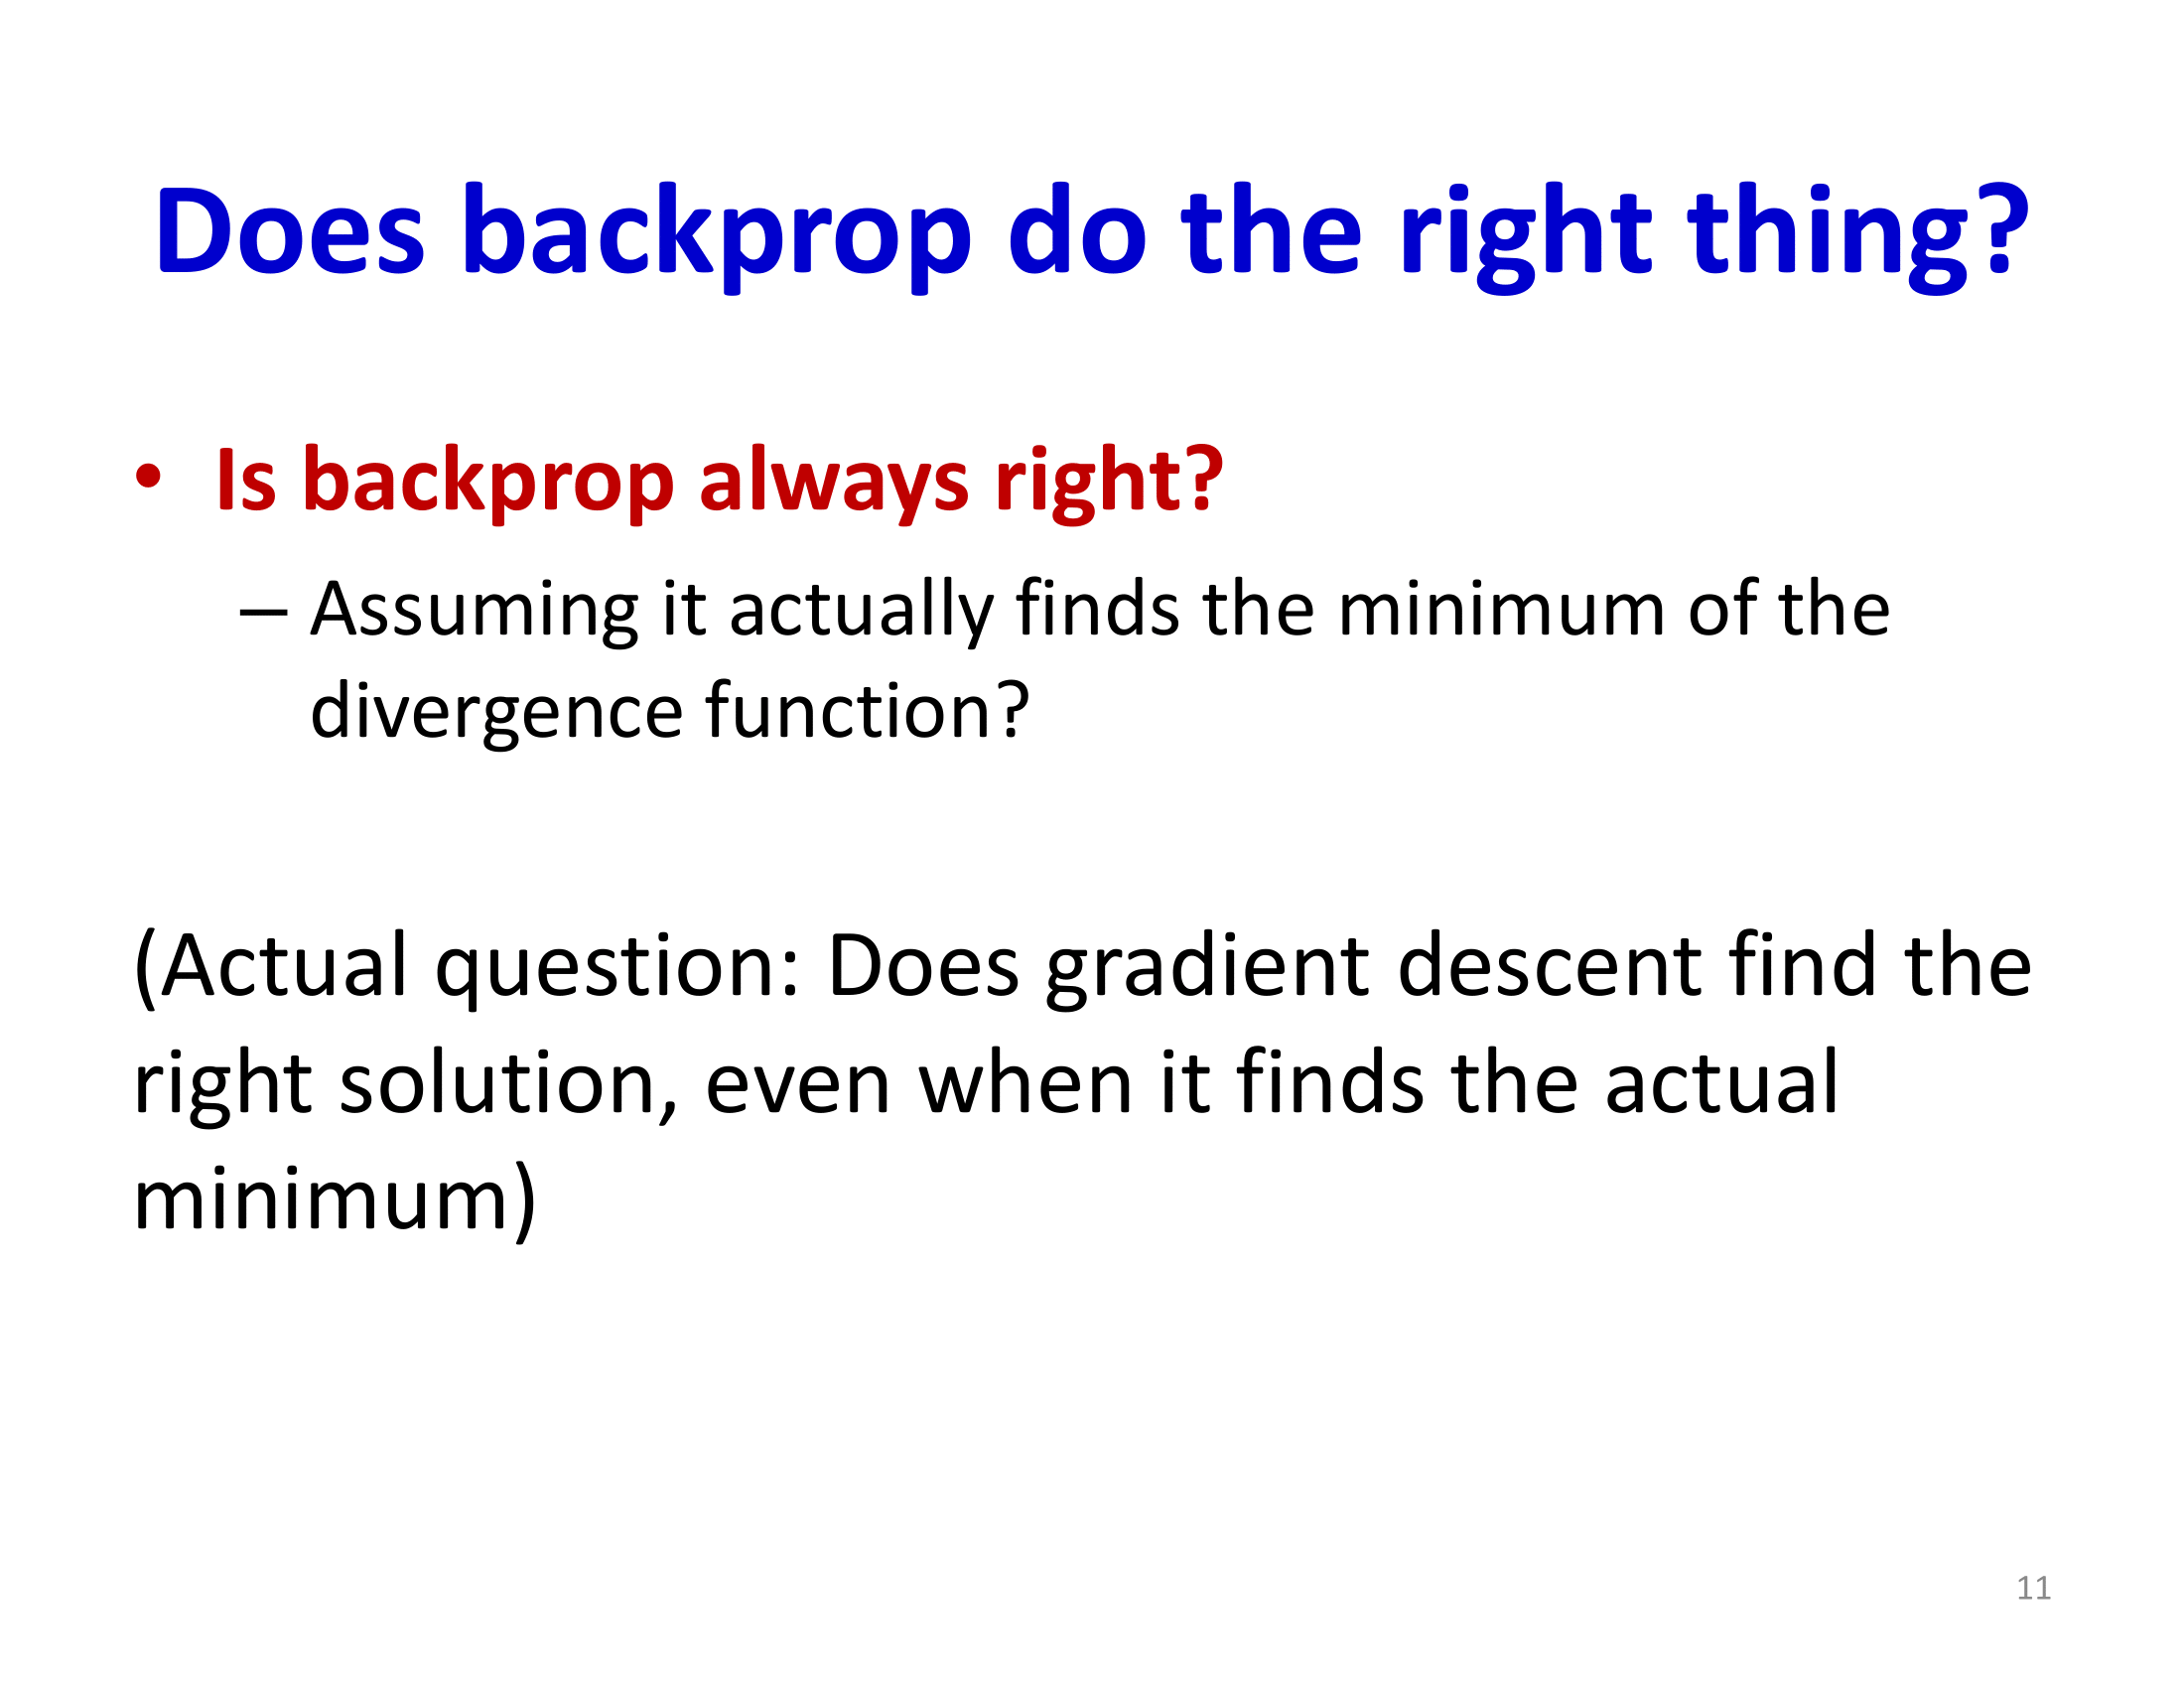 Does backprop do the right thing?
• Is backprop always right?
– Assuming it actually finds the minimum of the
divergence function?
(Actual question: Does gradient descent find the
right solution, even when it finds the actual
minimum)
11